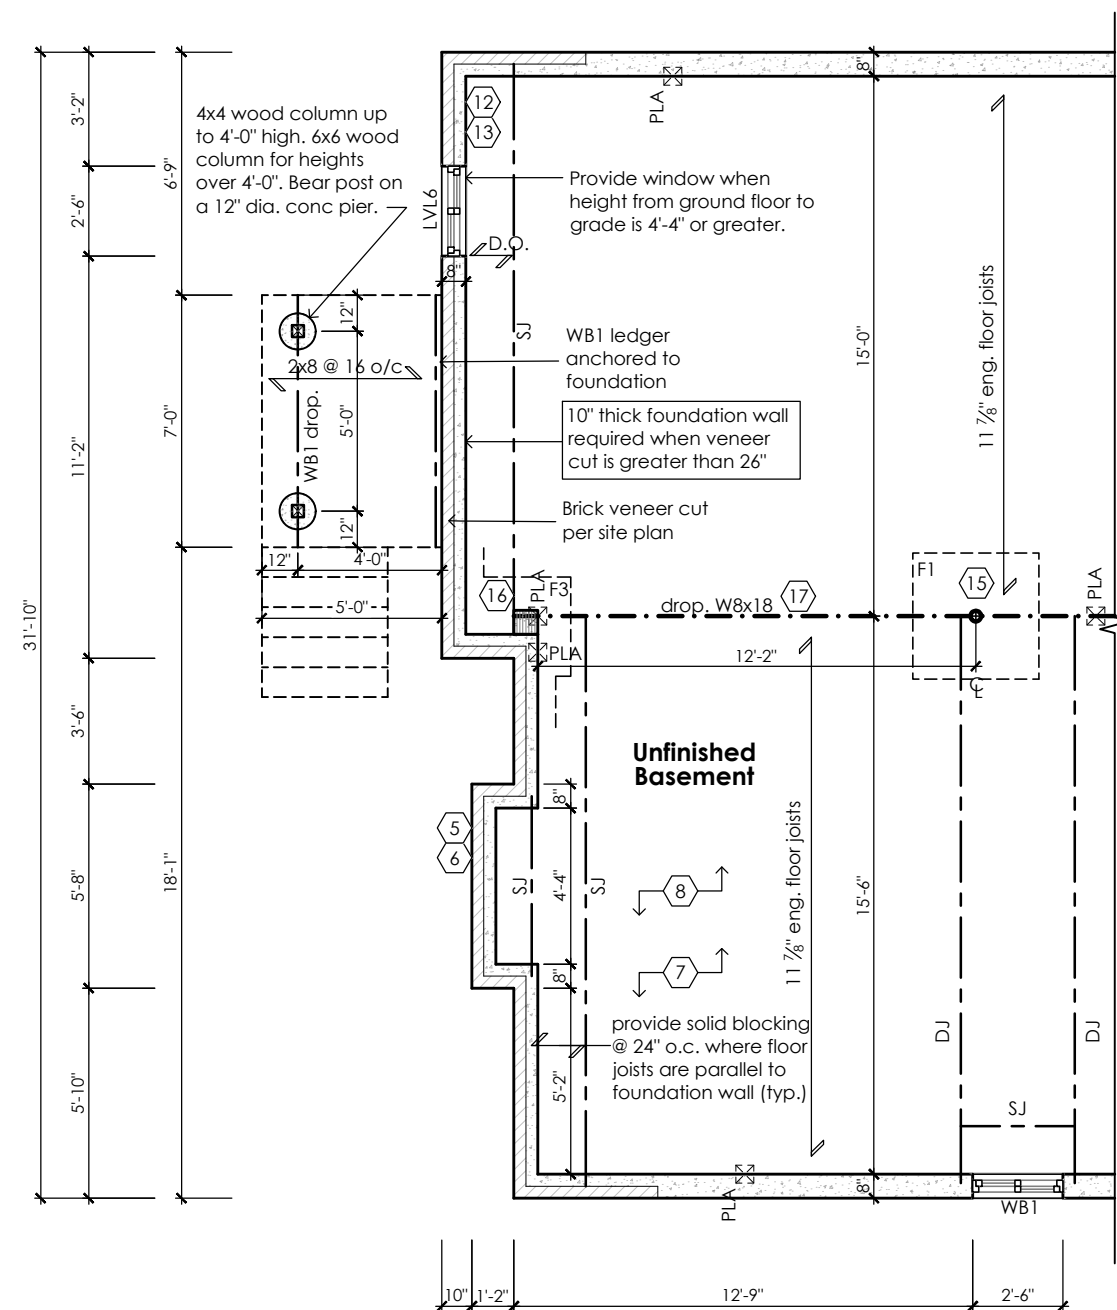 8"
12
13
PLA
3'-2"
4x4 wood column up
to 4'-0" high. 6x6 wood
column for heights
over 4'-0". Bear post on
a 12" dia. conc pier.
6'-9"
2'-6"
LVL6
Provide window when
height from ground floor to
grade is 4'-4" or greater.
D.O.
8"
11 ⅞" eng. floor joists
12"
SJ
15'-0"
WB1 ledger
anchored to
foundation
2x8 @ 16 o/c
WB1 drop.
5'-0"
7'-0"
11'-2"
10" thick foundation wall
required when veneer
cut is greater than 26"
Brick veneer cut
per site plan
12"
12"
4'-0"
5'-0"
31'-10"
16
PLA
F3
drop. W8x18
17
F1
15
PLA
PLA
12'-2"
CL
3'-6"
Unfinished
Basement
8"
5
6
5'-8"
18'-1"
SJ
4'-4"
SJ
8
7
11 ⅞" eng. floor joists
15'-6"
8"
provide solid blocking
@ 24" o.c. where floor
joists are parallel to
foundation wall (typ.)
5'-10"
5'-2"
DJ
DJ
SJ
PLA
8"
WB1
10"
1'-2"
12'-9"
2'-6"